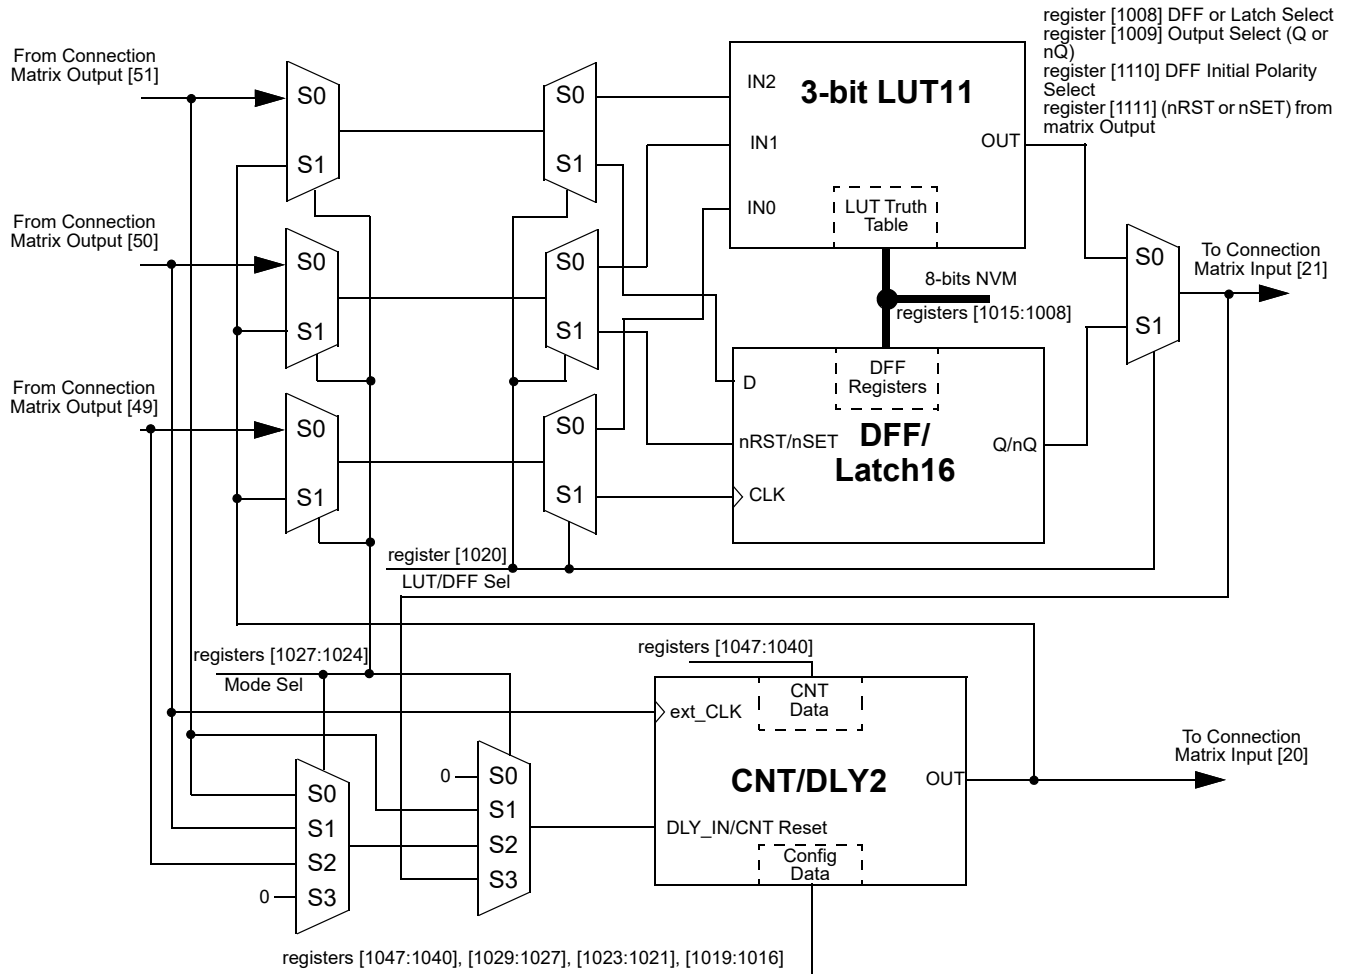 register [1008] DFF or Latch Select
register [1009] Output Select (Q or
nQ)
register [1110] DFF Initial Polarity
Select
register [1111] (nRST or nSET) from
matrix Output
From Connection
Matrix Output [51]
S0
S1
S0
S1
IN2
IN1
IN0
3-bit LUT11
OUT
LUT Truth
Table
From Connection
Matrix Output [50]
S0
S1
S0
S1
8-bits NVM
registers [1015:1008]
S0
S1
To Connection
Matrix Input [21]
From Connection
Matrix Output [49]
S0
S1
S0
S1
D
nRST/nSET
CLK
DFF
Registers
DFF/
Latch16
Q/nQ
register [1020]
LUT/DFF Sel
registers [1027:1024]
Mode Sel
registers [1047:1040]
CNT
Data
ext_CLK
CNT/DLY2
OUT
DLY_IN/CNT Reset
Config
Data
To Connection
Matrix Input [20]
0
S0
S1
S2
S3
S0
S1
S2
0
S3
registers [1047:1040], [1029:1027], [1023:1021], [1019:1016]